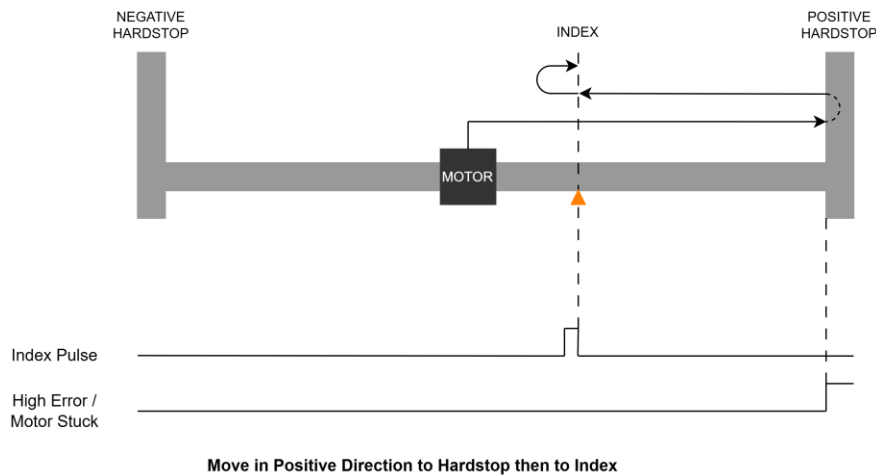 NEGATIVE
HARDSTOP
INDEX
POSITIVE
HARDSTOP
MOTOR
Index Pulse
High Error /
Motor Stuck
Move in Positive Direction to Hardstop then to Index